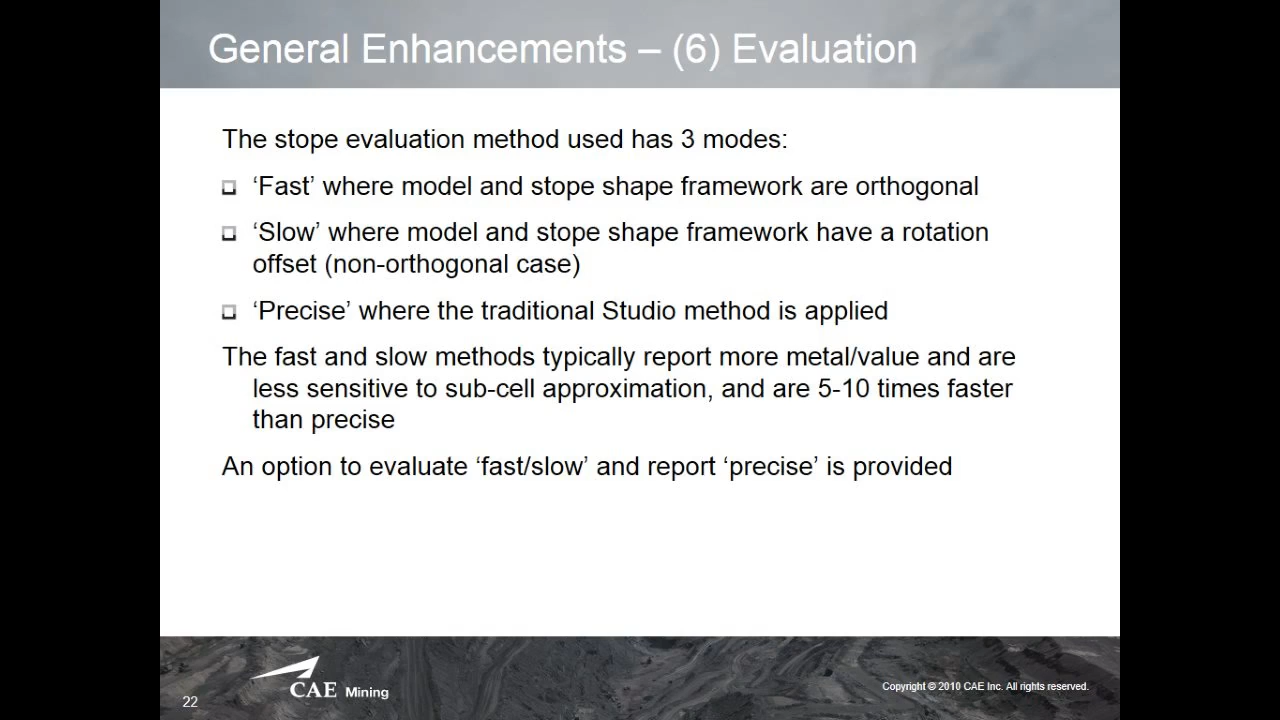 General Enhancements – (6) Evaluation
The stope evaluation method used has 3 modes:
‘Fast’ where model and stope shape framework are orthogonal
‘Slow’ where model and stope shape framework have a rotation
offset (non-orthogonal case)
‘Precise’ where the traditional Studio method is applied
The fast and slow methods typically report more metal/value and are
less sensitive to sub-cell approximation, and are 5-10 times faster
than precise
An option to evaluate ‘fast/slow’ and report ‘precise’ is provided
CAE Mining
Copyright © 2010 CAE Inc. All rights reserved.
22